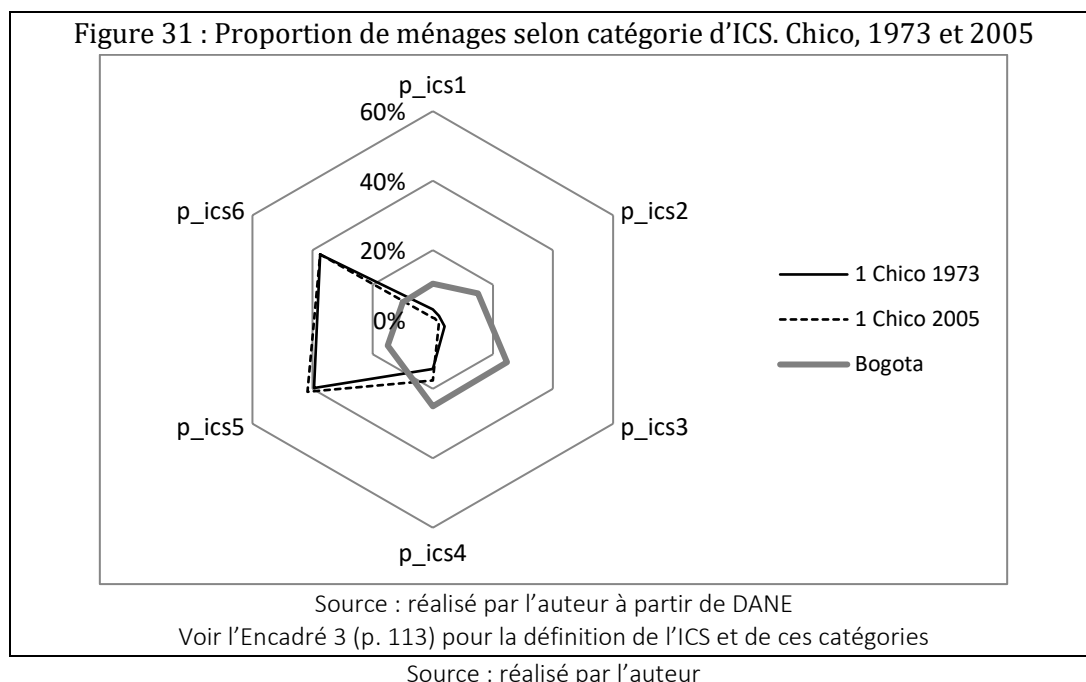 Figure 31 : Proportion de ménages selon catégorie d’ICS. Chico, 1973 et 2005
p_ics1
60%
40%
p_ics6
p_ics2
20%
1 Chico 1973
0%
1 Chico 2005
Bogota
p_ics5
p_ics3
p_ics4
Source : réalisé par l’auteur à partir de DANE
Voir l’Encadré 3 (p. 113) pour la définition de l’ICS et de ces catégories
Source : réalisé par l’auteur